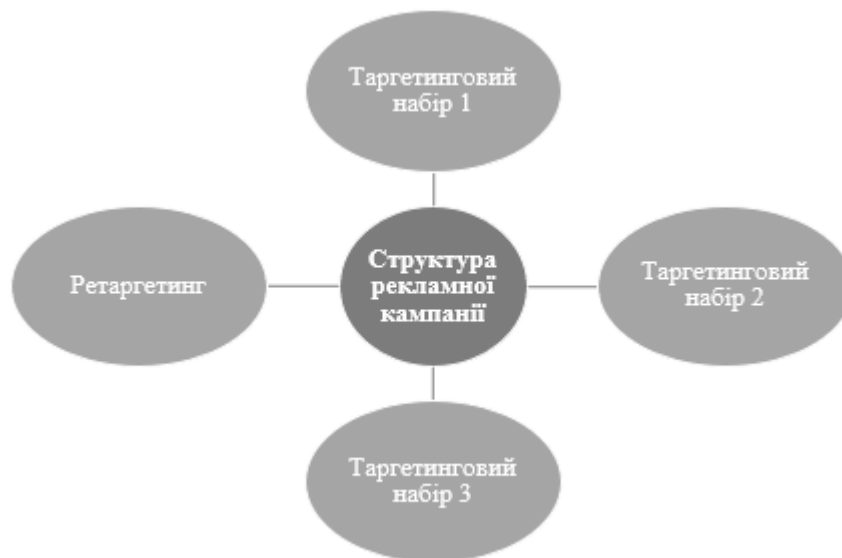 Таргетинговий
набір 1
Ретаргетинг
Структура
рекламної
кампанії
Таргетинговий
набір 2
Таргетинговий
набір 3